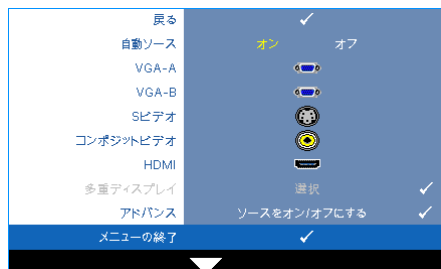 戻る
自動ソース オン オフ
VGA-A
VGA-B
Sビデオ
コンポジットビデオ
HDMI
多重ディスプレイ 選択
アドバンス ソースをオン/オフにする
メニューの終了